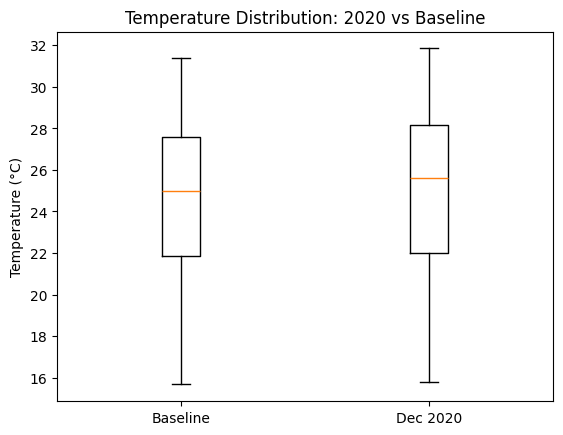 Temperature Distribution: 2020 vs Baseline
32
30
28
26
24
22
20
18
16
Temperature (°C)
Baseline
Dec 2020